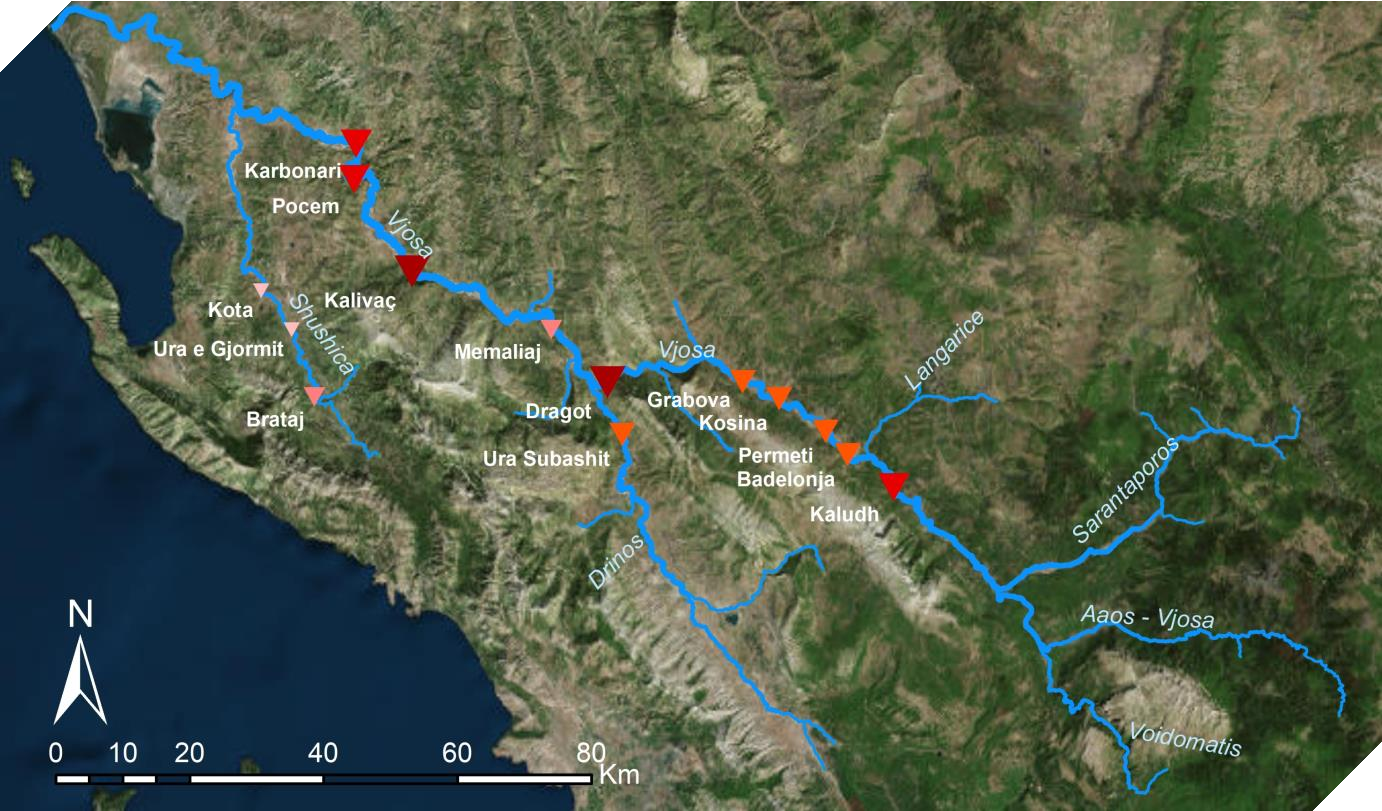 Karbonari
Pocem
Vjosa
Kalivaç
Kota
Shushica
Ura e Gjormit
Brataj
Memaliaj
Vjosa
Langarice
Dragot
Grabova
Kosina
Ura Subashit
Permeti
Badelonja
Kaludh
Sarantaporos
Drinos
Aaos - Vjosa
Voidomatis
N
0 10 20 40 60 80
Km